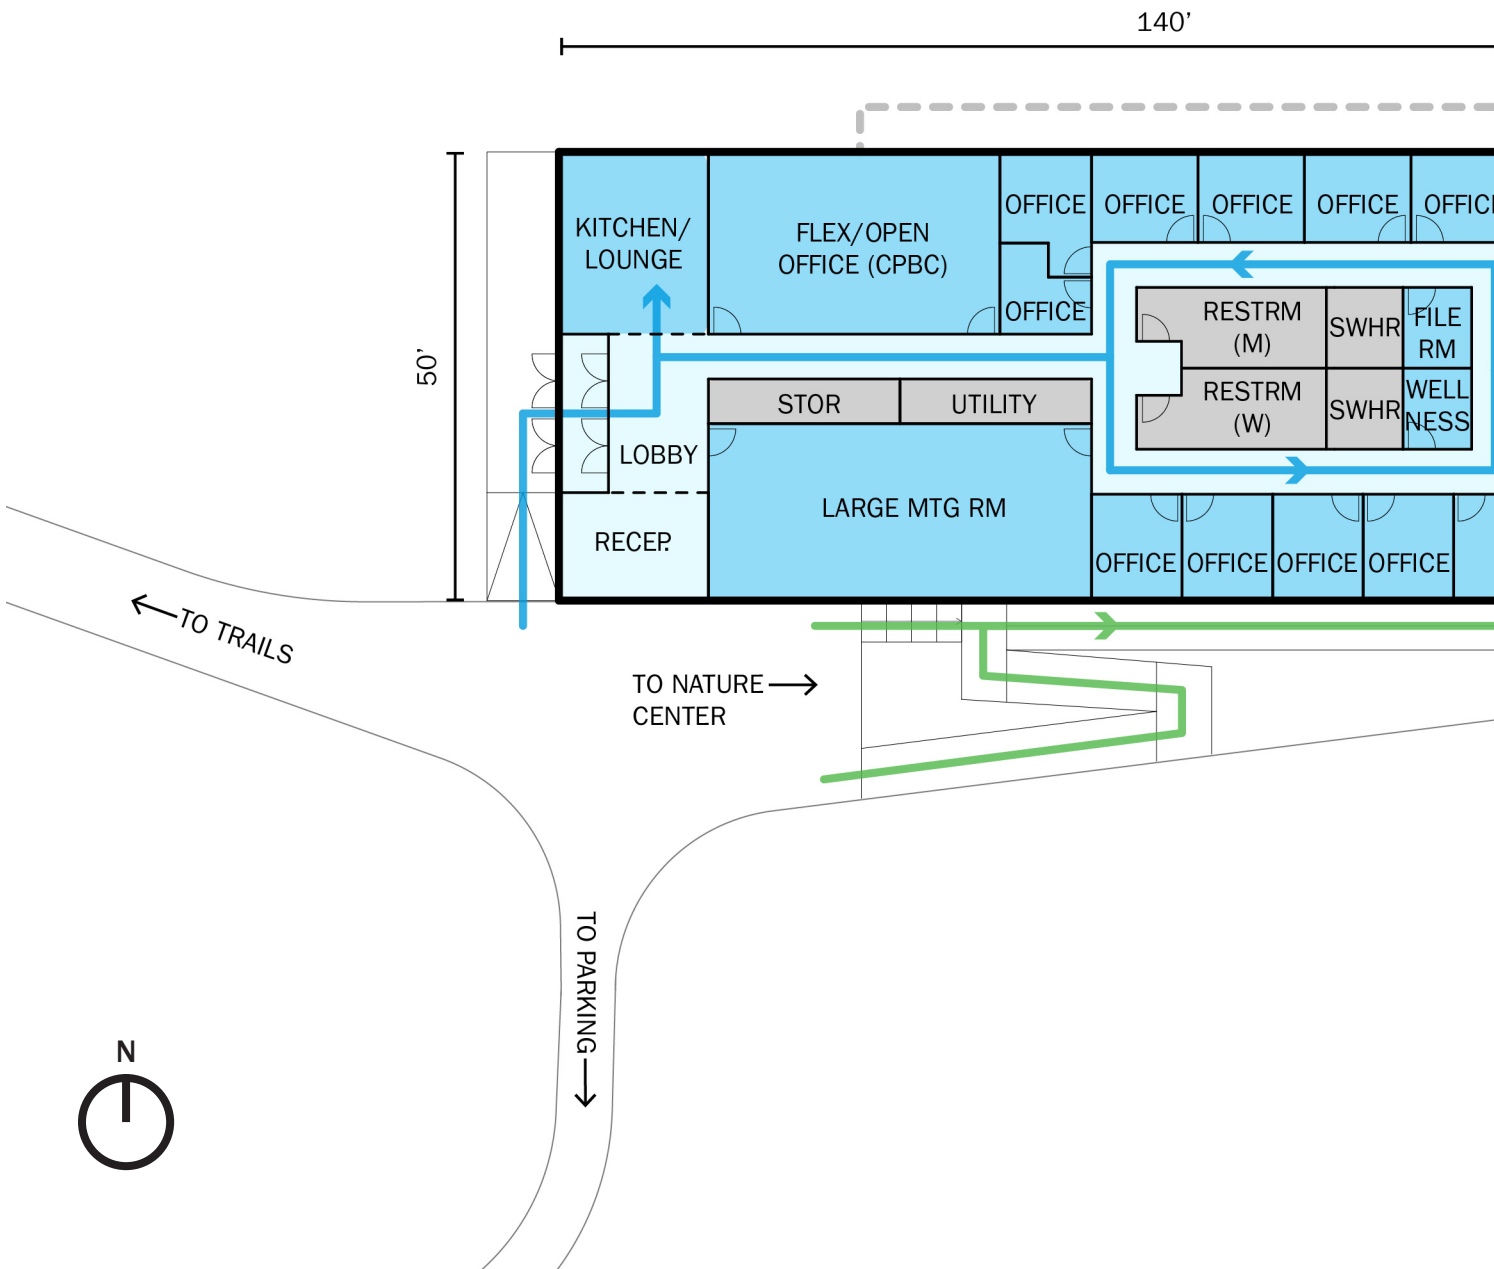 140'
50'
KITCHEN/
LOUNGE
FLEX/OPEN
OFFICE (CPBC)
OFFICE
OFFICE
OFFICE
OFFICE
OFFICE
OFFIC
RESTRM
(M)
SWHR
FILE
RM
RESTRM
(W)
SWHR
WELL
NESS
STOR
UTILITY
LOBBY
RECEP.
LARGE MTG RM
OFFICE
OFFICE
OFFICE
OFFICE
TO TRAILS
TO NATURE
CENTER
TO PARKING
N